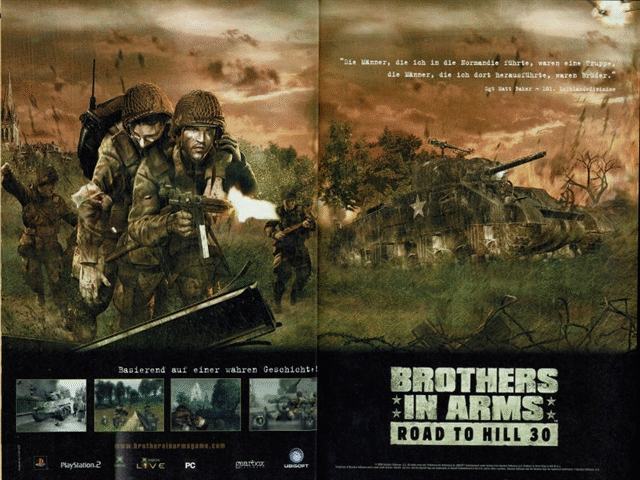 "Die Männer, die ich in die Normandie führte, waren eine Truppe,
die Männer, die ich dort herausführte, waren Brüder."
Sgt Matt Baker - 101. Luftlandedivision
Basierend auf einer wahren Geschichte!
BROTHERS
IN ARMS
ROAD TO HILL 30
www.brothersinarmsgame.com
PlayStation.2
XBOX LIVE
PC
gearbox
UBISOFT